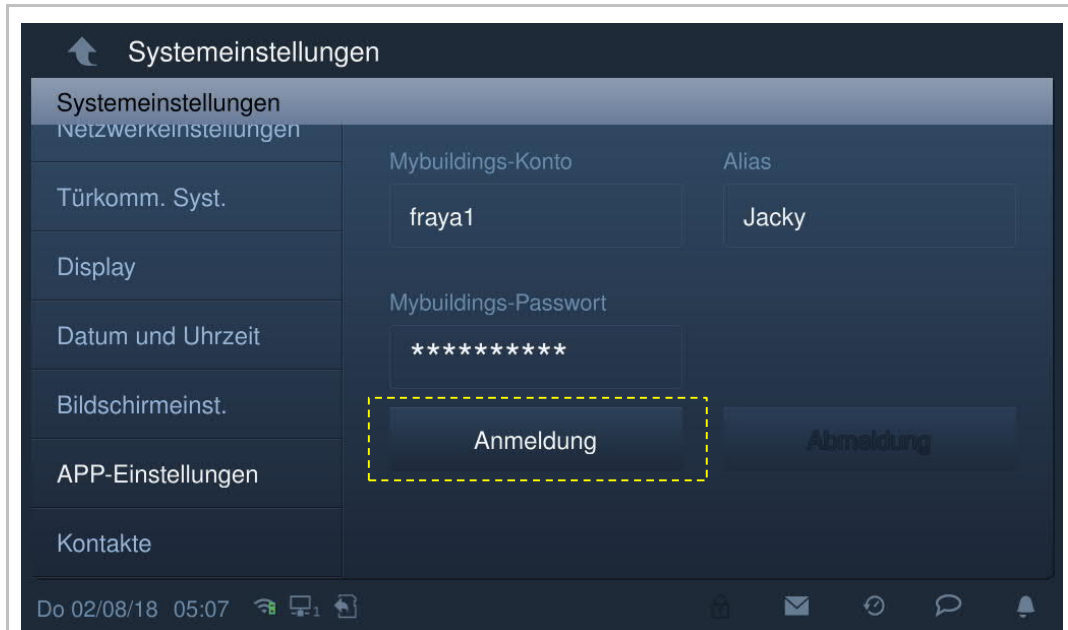 Systemeinstellungen
Systemeinstellungen
Netzwerkeinstellungen
Türkomm. Syst.
Display
Datum und Uhrzeit
Bildschirmeinst.
APP-Einstellungen
Kontakte
Mybuildings-Konto
Alias
fraya1
Jacky
Mybuildings-Passwort
**********
Anmeldung
Abmeldung
Do 02/08/18 05:07
1